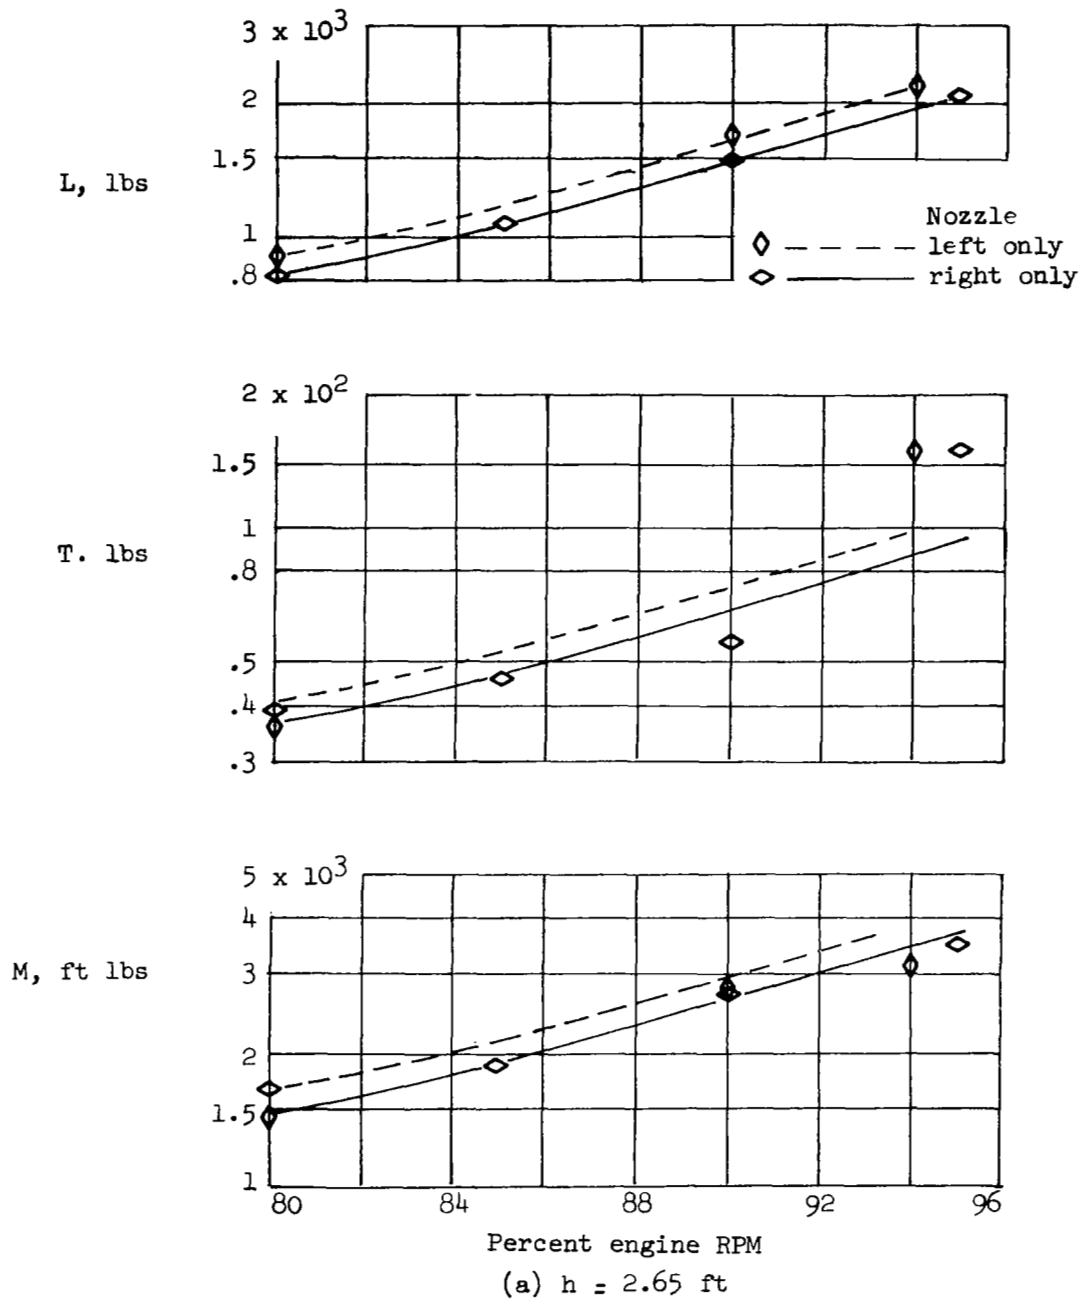 3 x 10³
2
L, lbs
1.5
1
.8
Nozzle
left only
right only
2 x 10²
1.5
T. lbs
1
.8
.5
.4
.3
5 x 10³
4
M, ft lbs
3
2
1.5
1
80 84 88 92 96
Percent engine RPM
(a) h = 2.65 ft